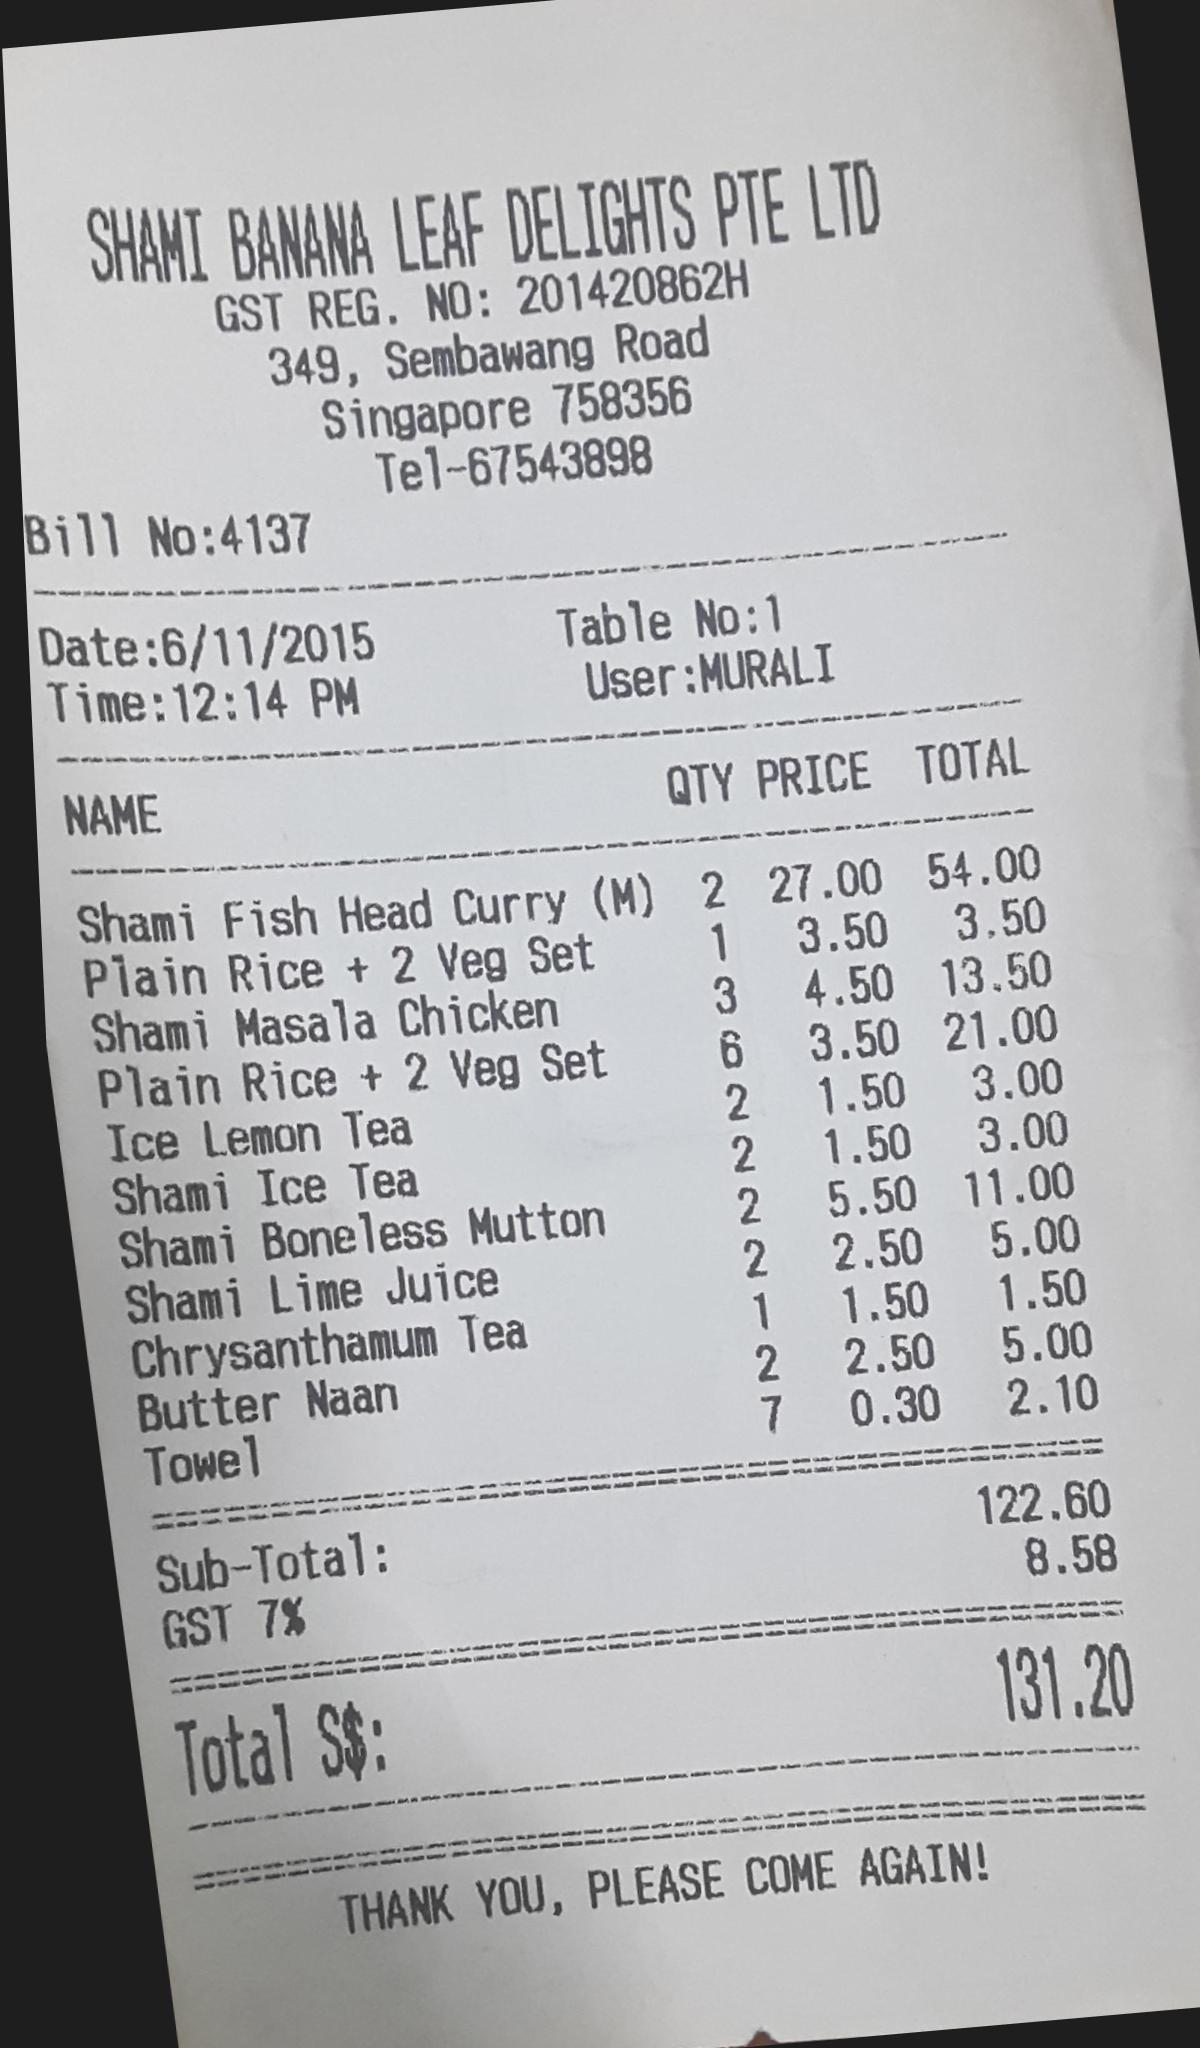 SHAMI BANANA LEAF DELIGHTS PTE LTD
GST REG. NO: 201420862H
349, Sembawang Road
Singapore 758356
Tel-67543898
Bill No:4137
Date:6/11/2015 Table No:1
Time:12:14 PM User:MURALI
NAME QTY PRICE TOTAL
Shami Fish Head Curry (M) 2 27.00 54.00
Plain Rice + 2 Veg Set 1 3.50 3.50
Shami Masala Chicken 3 4.50 13.50
Plain Rice + 2 Veg Set 6 3.50 21.00
Ice Lemon Tea 2 1.50 3.00
Shami Ice Tea 2 1.50 3.00
Shami Boneless Mutton 2 5.50 11.00
Shami Lime Juice 2 2.50 5.00
Chrysanthamum Tea 1 1.50 1.50
Butter Naan 2 2.50 5.00
Towel 7 0.30 2.10
Sub-Total: 122.60
GST 7% 8.58
Total S$: 131.20
THANK YOU, PLEASE COME AGAIN!